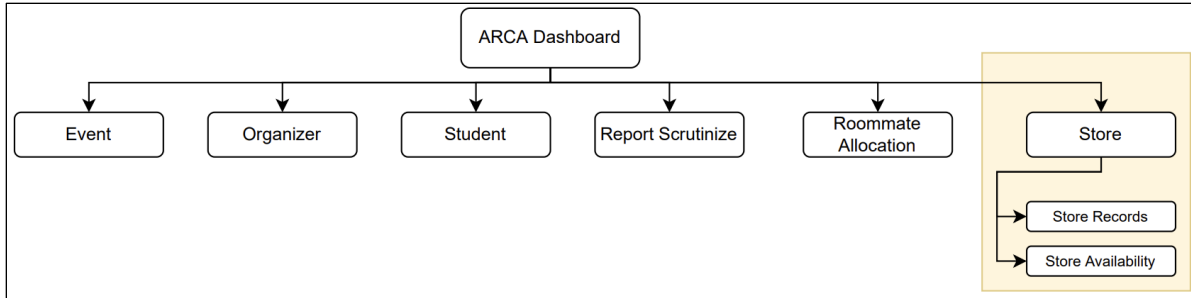 ARCA Dashboard
Event
Organizer
Student
Report Scrutinize
Roommate
Allocation
Store
Store Records
Store Availability